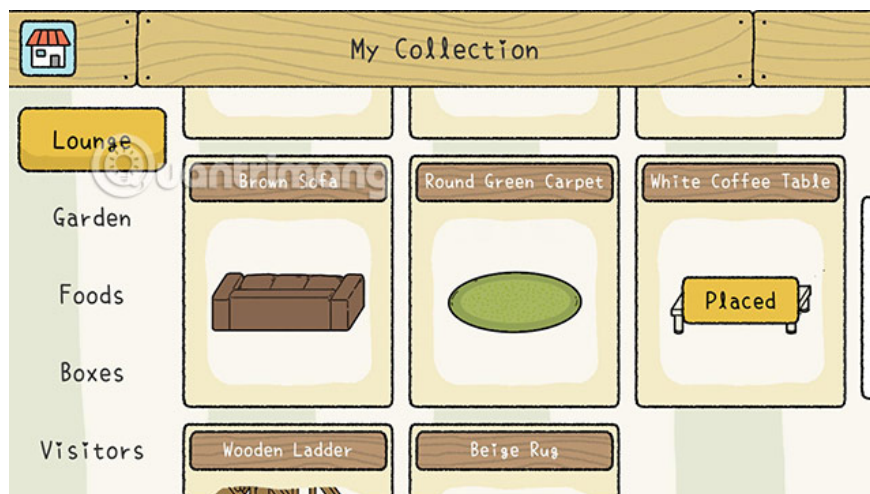 My Collection
Lounge
Garden
Foods
Boxes
Visitors
Quantrimang
Brown Sofa
Round Green Carpet
White Coffee Table
Placed
Wooden Ladder
Beige Rug